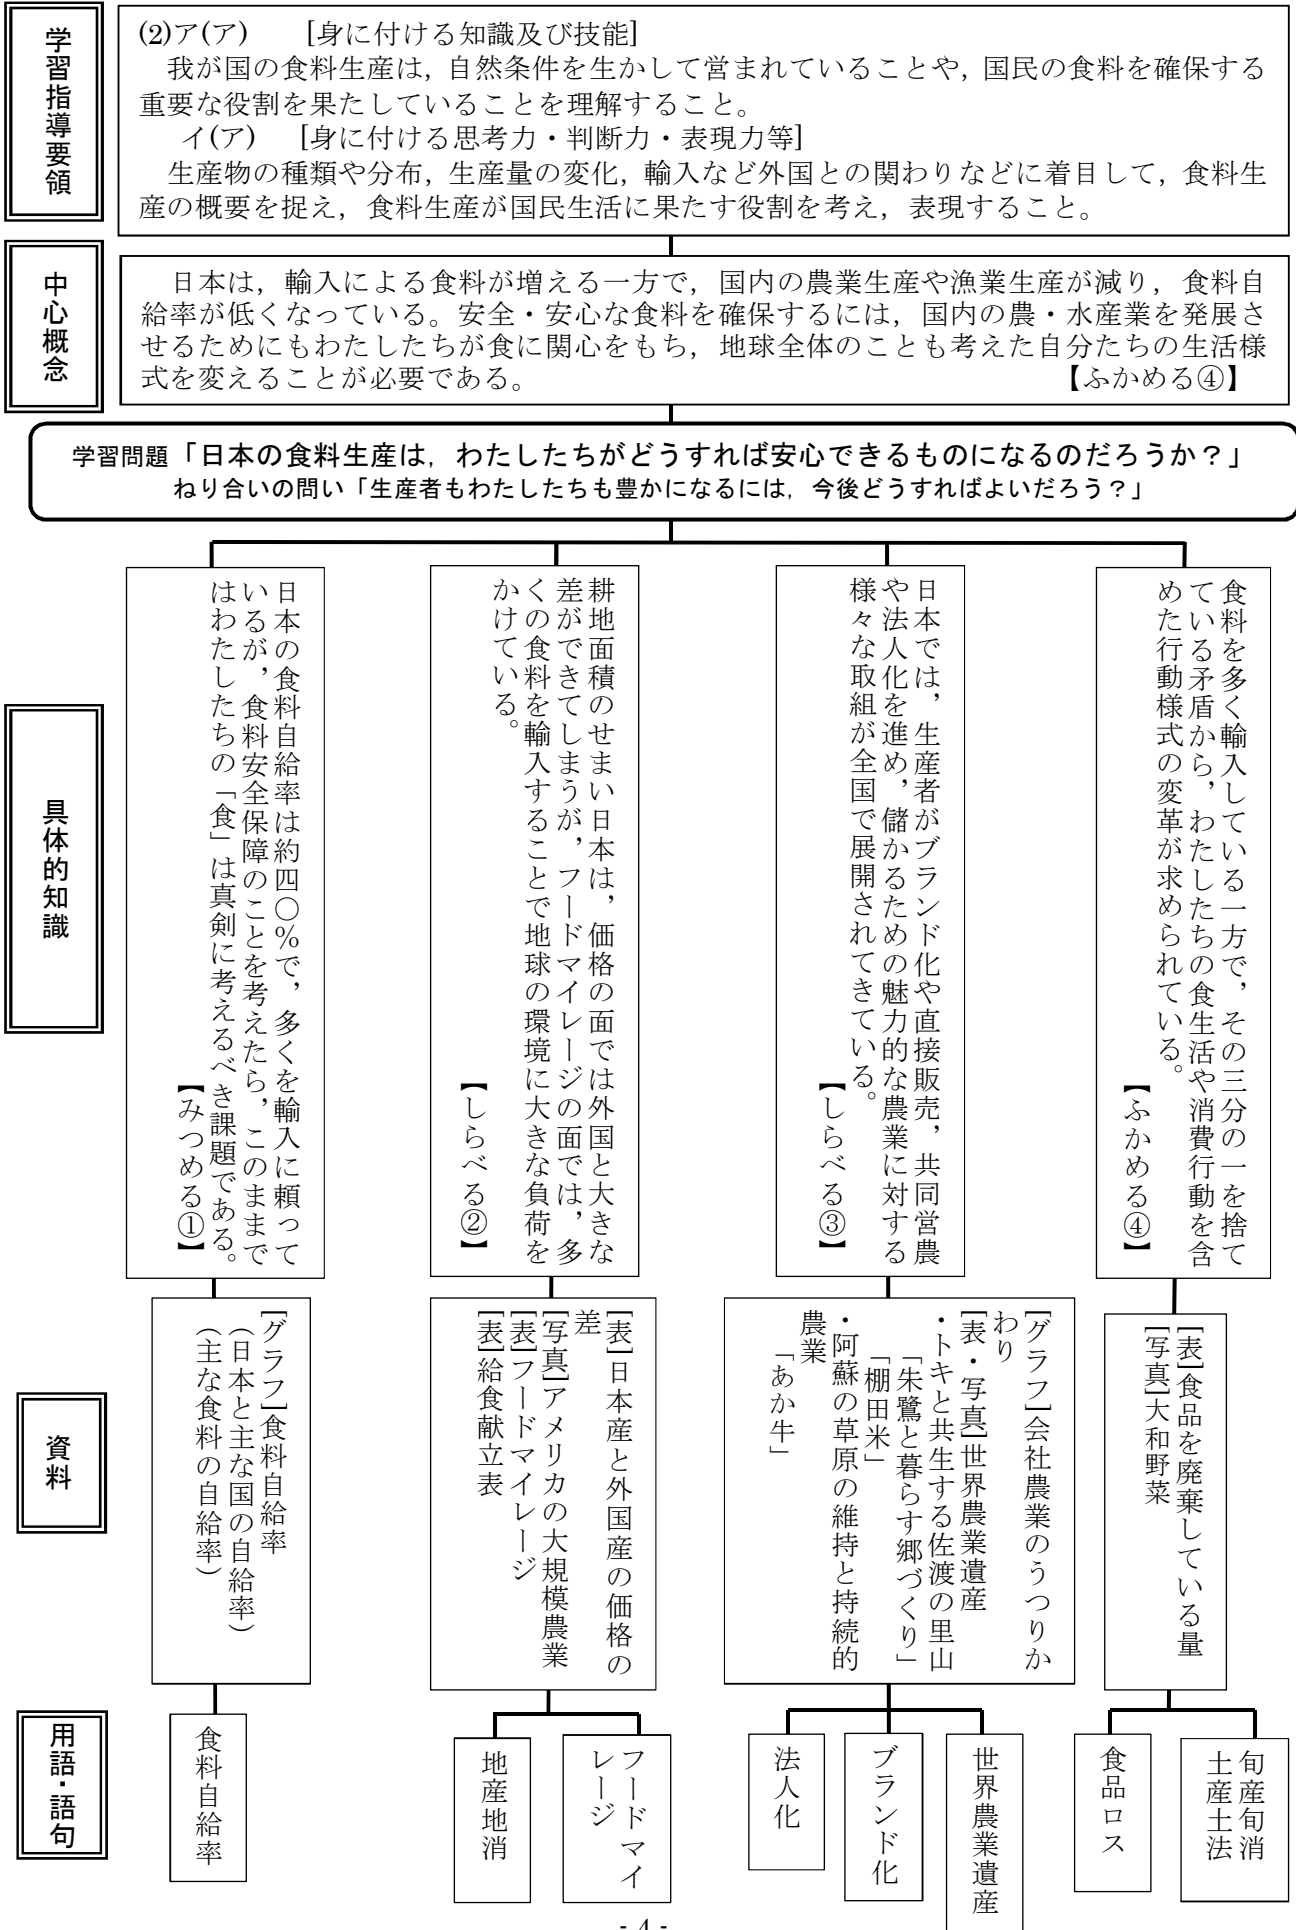 学習指導要領
(2)ア(ア)　　[身に付ける知識及び技能]
　我が国の食料生産は，自然条件を生かして営まれていることや，国民の食料を確保する
重要な役割を果たしていることを理解すること。
イ(ア)　[身に付ける思考力・判断力・表現力等]
　生産物の種類や分布，生産量の変化，輸入など外国との関わりなどに着目して，食料生
産の概要を捉え，食料生産が国民生活に果たす役割を考え，表現すること。
中心概念
　日本は，輸入による食料が増える一方で，国内の農業生産や漁業生産が減り，食料自
給率が低くなっている。安全・安心な食料を確保するには，国内の農・水産業を発展さ
せるためにもわたしたちが食に関心をもち，地球全体のことも考えた自分たちの生活様
式を変えることが必要である。　【ふかめる④】
学習問題「日本の食料生産は，わたしたちがどうすれば安心できるものになるのだろうか？」
ねり合いの問い「生産者もわたしたちも豊かになるには，今後どうすればよいだろう？」
具体的知識
日本の食料自給率は約四〇％で，多くを輸入に頼って
いるが，食料安全保障のことを考えたら，このままで
はわたしたちの「食」は真剣に考えるべき課題である。
【みつめる①】
耕地面積のせまい日本は，価格の面では外国と大きな
差ができてしまうが，フードマイレージの面では，多
くの食料を輸入することで地球の環境に大きな負荷を
かけている。
【しらべる②】
日本では，生産者がブランド化や直接販売，共同営農
や法人化を進め，儲かるための魅力的な農業に対する
様々な取組が全国で展開されてきている。
【しらべる③】
食料を多く輸入している一方で，その三分の一を捨て
ている矛盾から，わたしたちの食生活や消費行動を含
めた行動様式の変革が求められている。
【ふかめる④】
資料
[グラフ]食料自給率
（日本と主な国の自給率）
（主な食料の自給率）
[表]日本産と外国産の価格の
差
[写真]アメリカの大規模農業
[表]フードマイレージ
[表]給食献立表
[グラフ]会社農業のうつりか
わり
[表・写真]世界農業遺産
・トキと共生する佐渡の里山
「朱鷺と暮らす郷づくり」
「棚田米」
・阿蘇の草原の維持と持続的
農業
「あか牛」
[表]食品を廃棄している量
[写真]大和野菜
用語・語句
食料自給率
地産地消
フードマイ
レージ
法人化
ブランド化
世界農業遺産
食品ロス
旬産旬消
土産土法
- 4 -